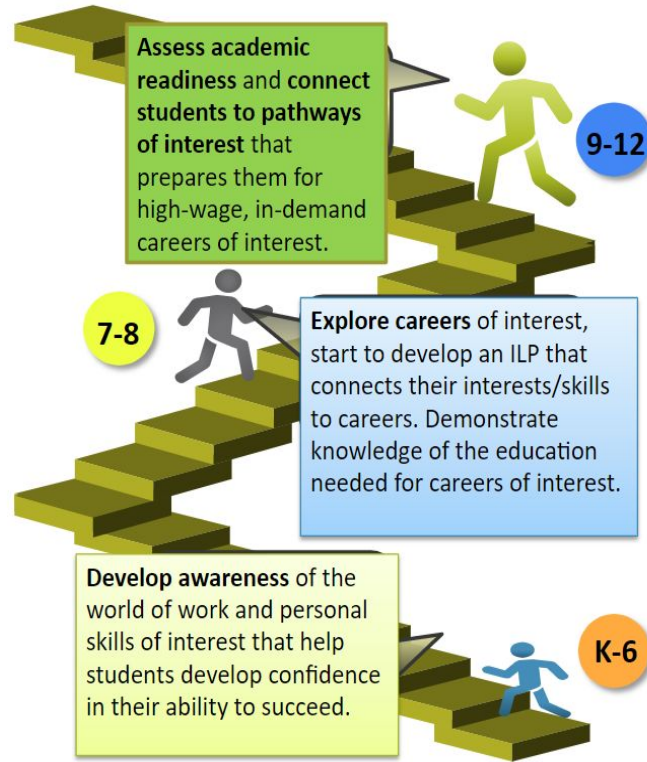 Assess academic
readiness and connect
students to pathways
of interest that
prepares them for
high-wage, in-demand
careers of interest.
9-12
7-8
Explore careers of interest,
start to develop an ILP that
connects their interests/skills
to careers. Demonstrate
knowledge of the education
needed for careers of interest.
Develop awareness of the
world of work and personal
skills of interest that help
students develop confidence
in their ability to succeed.
K-6